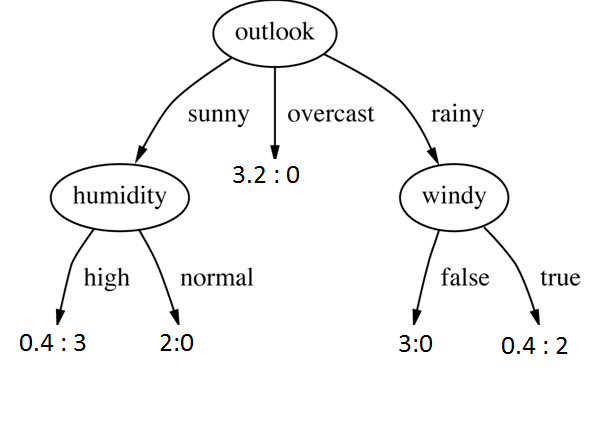 outlook
sunny overcast rainy
3.2 : 0
humidity windy
high normal false true
0.4 : 3 2:0 3:0 0.4 : 2